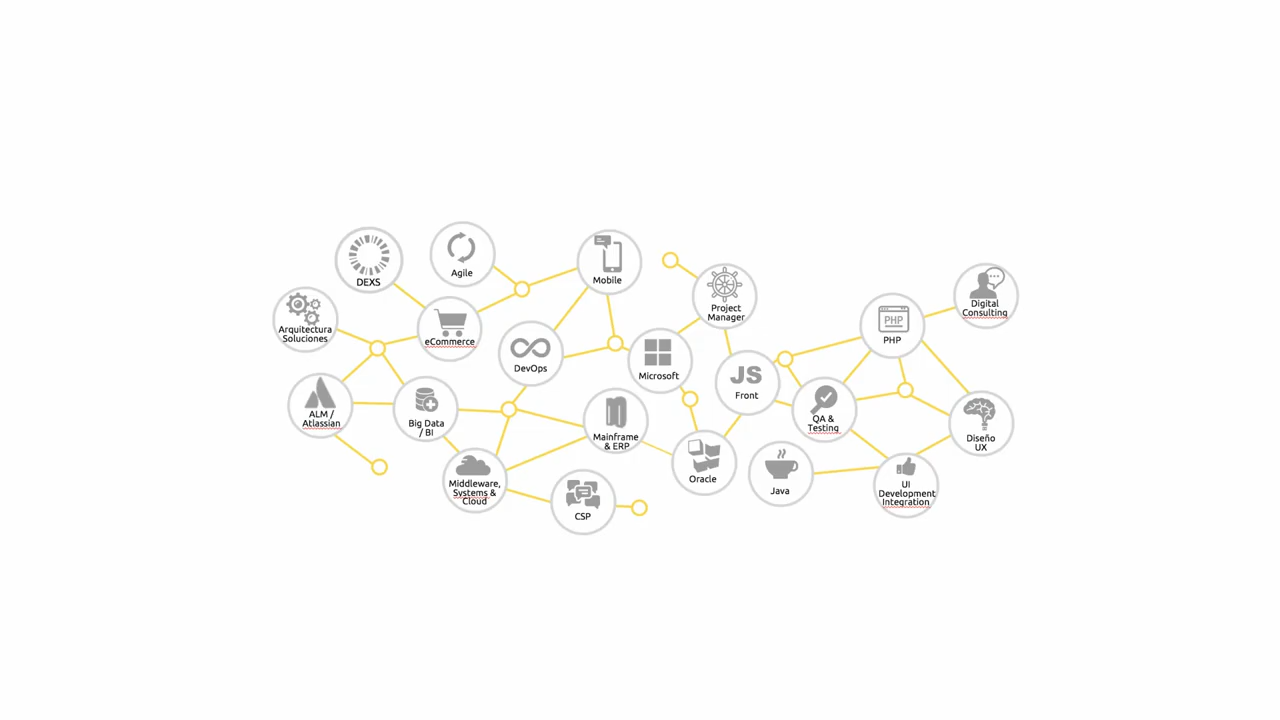 DEXS
Agile
Mobile
Arquitectura
Soluciones
eCommerce
DevOps
Microsoft
Project
Manager
PHP
PHP
Digital
Consulting
ALM /
Atlassian
Big Data
/ BI
Mainframe
& ERP
JS
Front
QA &
Testing
Diseño
UX
Middleware,
Systems &
Cloud
CSP
Oracle
Java
UI
Development
Integration